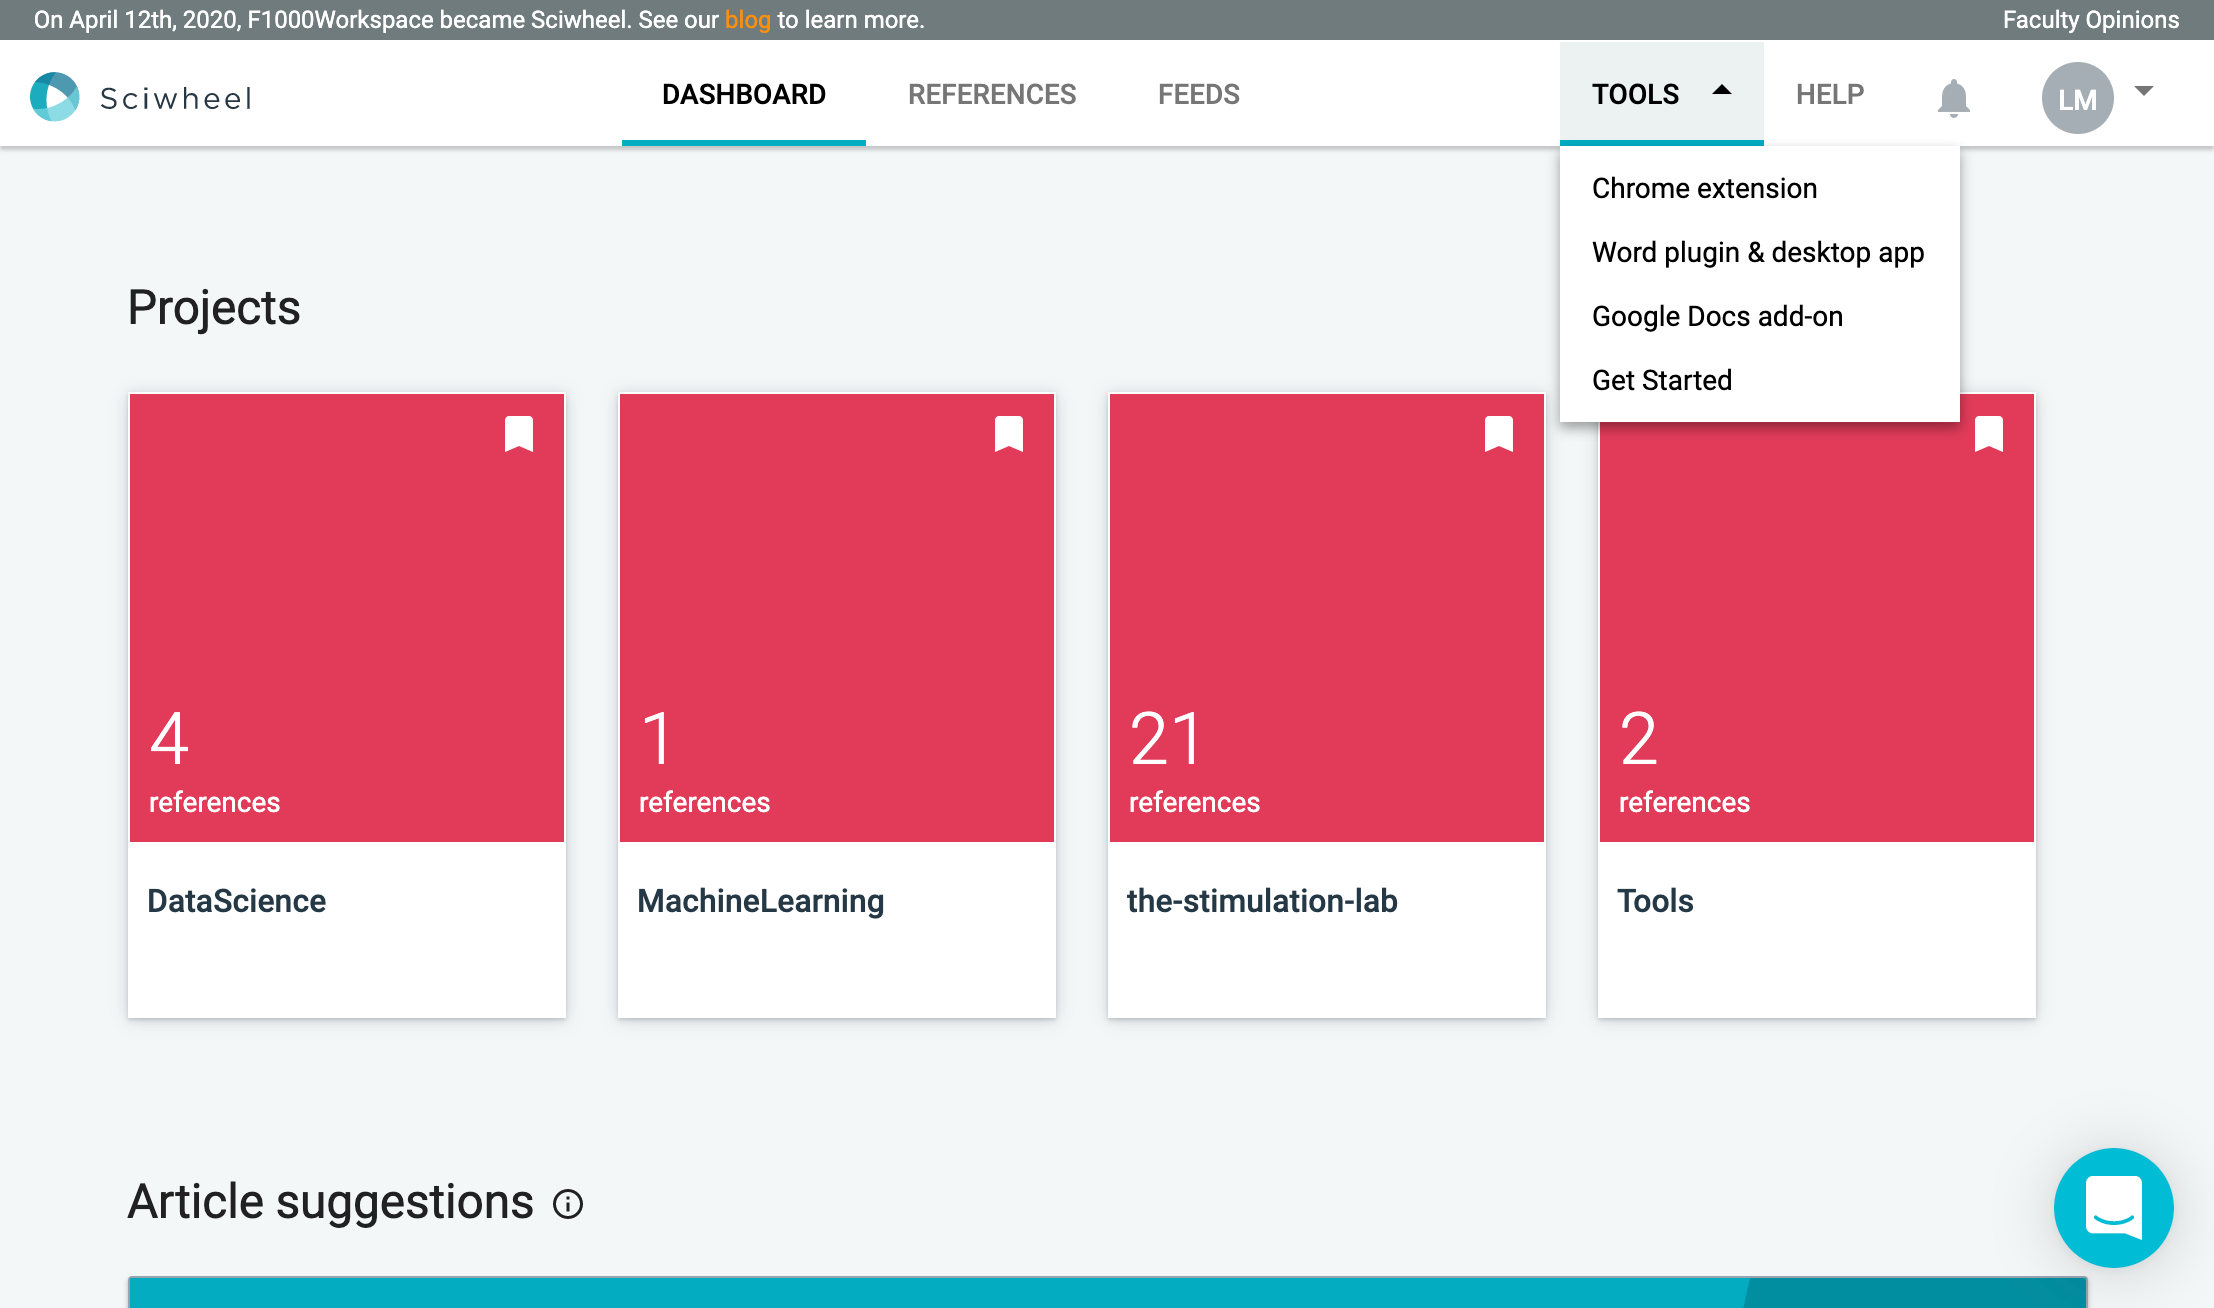 On April 12th, 2020, F1000Workspace became Sciwheel. See our blog to learn more.
Faculty Opinions
Sciwheel
DASHBOARD
REFERENCES
FEEDS
TOOLS
HELP
LM
Chrome extension
Word plugin & desktop app
Google Docs add-on
Get Started
Projects
4
references
DataScience
1
references
MachineLearning
21
references
the-stimulation-lab
2
references
Tools
Article suggestions